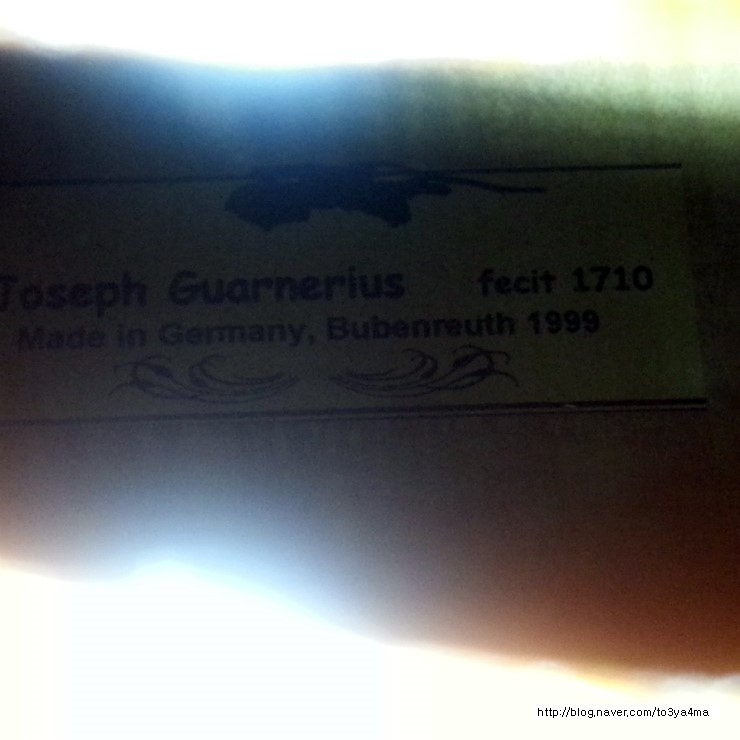 Joseph Guarnerius fecit 1710
Made in Germany, Bubenreuth 1999
http://blog.naver.com/to3ya4ma